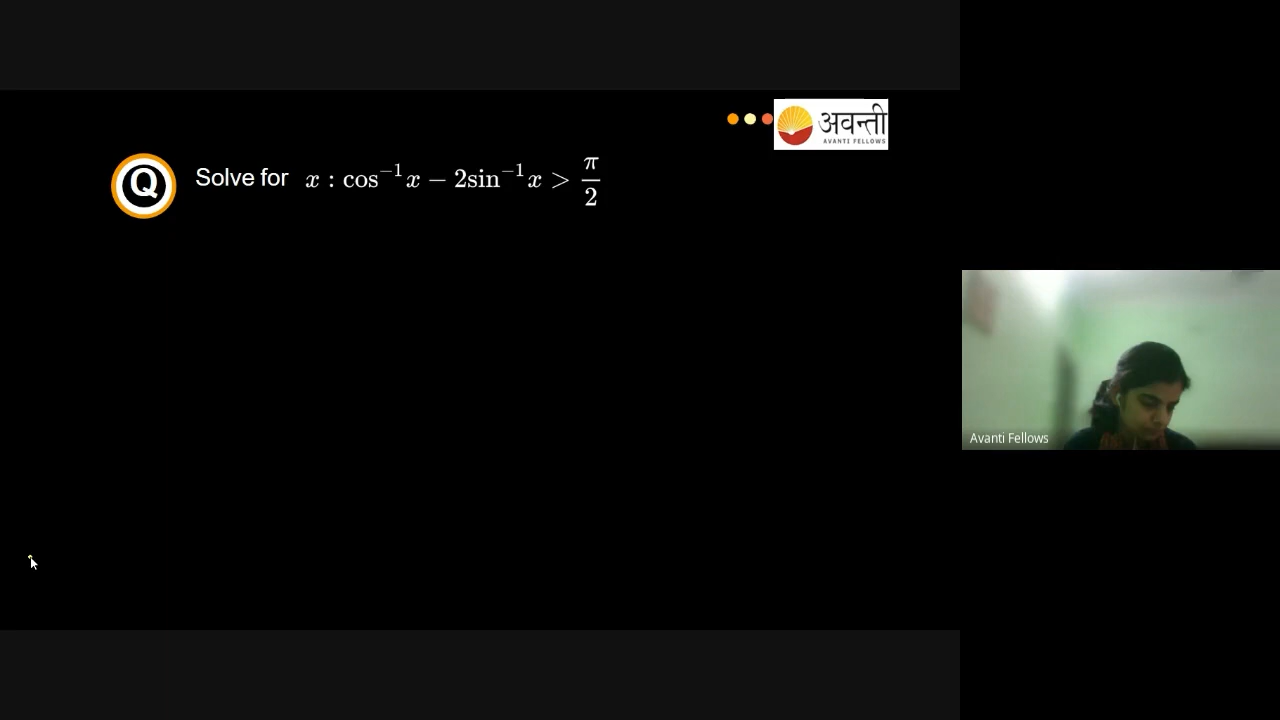 अवन्ती
AVANTI FELLOWS
Q Solve for x : cos⁻¹x − 2sin⁻¹x > π/2
Avanti Fellows